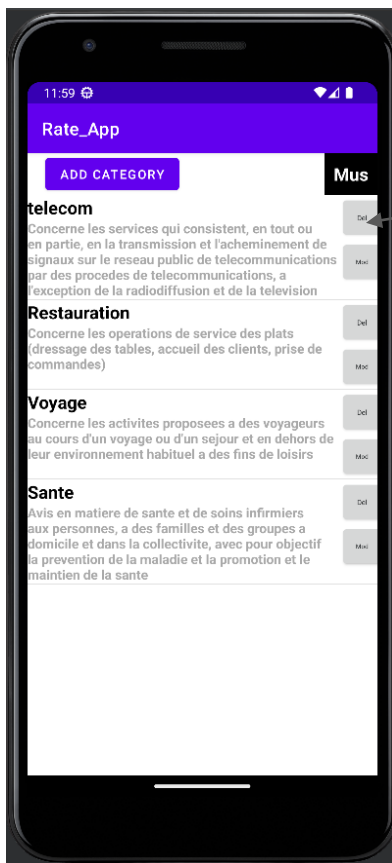 11:59
Rate_App
ADD CATEGORY
Mus
telecom
Concerne les services qui consistent, en tout ou
en partie, en la transmission et l'acheminement de
signaux sur le reseau public de telecommunications
par des procedes de telecommunications, a
l'exception de la radiodiffusion et de la television
Del
Mod
Restauration
Concerne les operations de service des plats
(dressage des tables, accueil des clients, prise de
commandes)
Del
Mod
Voyage
Concerne les activites proposees a des voyageurs
au cours d'un voyage ou d'un sejour et en dehors de
leur environnement habituel a des fins de loisirs
Del
Mod
Sante
Avis en matiere de sante et de soins infirmiers
aux personnes, a des familles et des groupes a
domicile et dans la collectivite, avec pour objectif
la prevention de la maladie et la promotion et le
maintien de la sante
Del
Mod